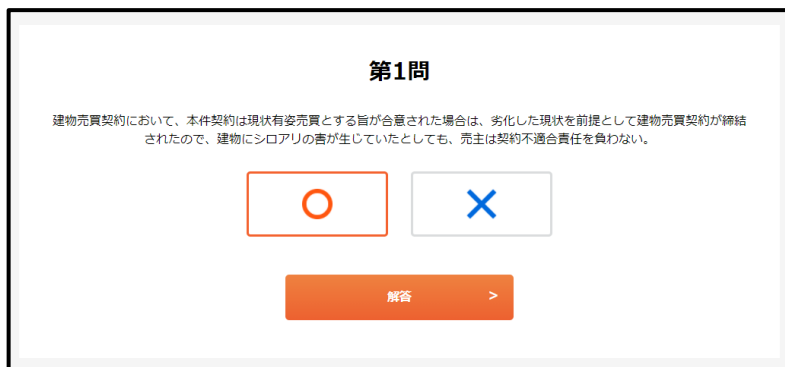 第1問
建物売買契約において、本件契約は現状有姿売買とする旨が合意された場合は、劣化した現状を前提として建物売買契約が締結
されたので、建物にシロアリの害が生じていたとしても、売主は契約不適合責任を負わない。
解答 >